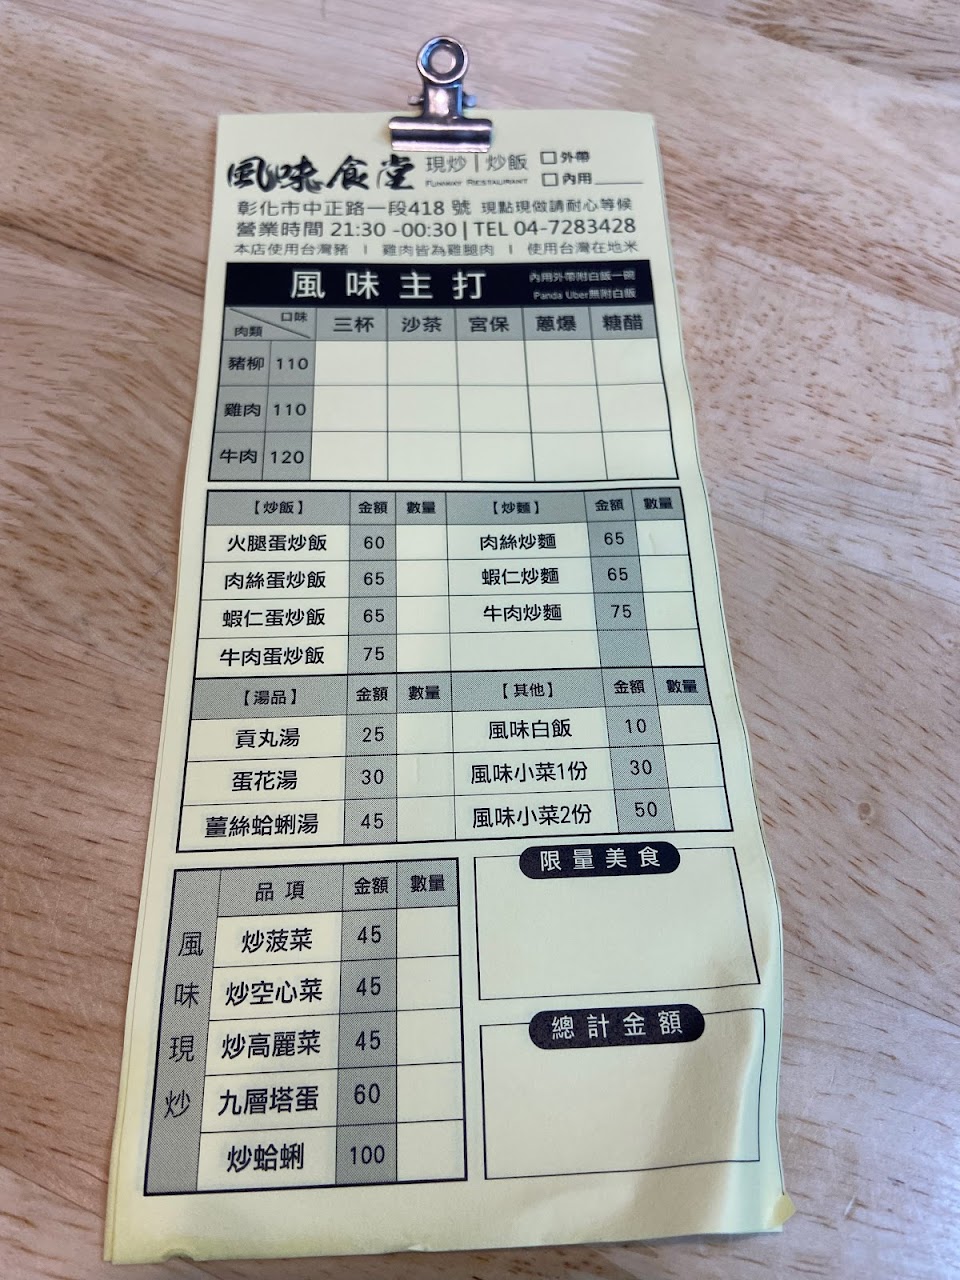 風味食堂 現炒|炒飯 □外帶
FUNWAY RESTAURANT □內用
彰化市中正路一段418 號 現點現做請耐心等候
營業時間 21:30 -00:30 | TEL 04-7283428
本店使用台灣豬 | 雞肉皆為雞腿肉 | 使用台灣在地米
風味主打 內用外帶附白飯一碗
Panda Uber無附白飯
口味 肉類 三杯 沙茶 宮保 蔥爆 糖醋
豬柳 110
雞肉 110
牛肉 120
【炒飯】 金額 數量 【炒麵】 金額 數量
火腿蛋炒飯 60 肉絲炒麵 65
肉絲蛋炒飯 65 蝦仁炒麵 65
蝦仁蛋炒飯 65 牛肉炒麵 75
牛肉蛋炒飯 75
【湯品】 金額 數量 【其他】 金額 數量
貢丸湯 25 風味白飯 10
蛋花湯 30 風味小菜1份 30
薑絲蛤蜊湯 45 風味小菜2份 50
風味現炒
品項 金額 數量
炒菠菜 45
炒空心菜 45
炒高麗菜 45
九層塔蛋 60
炒蛤蜊 100
限量美食
總計金額